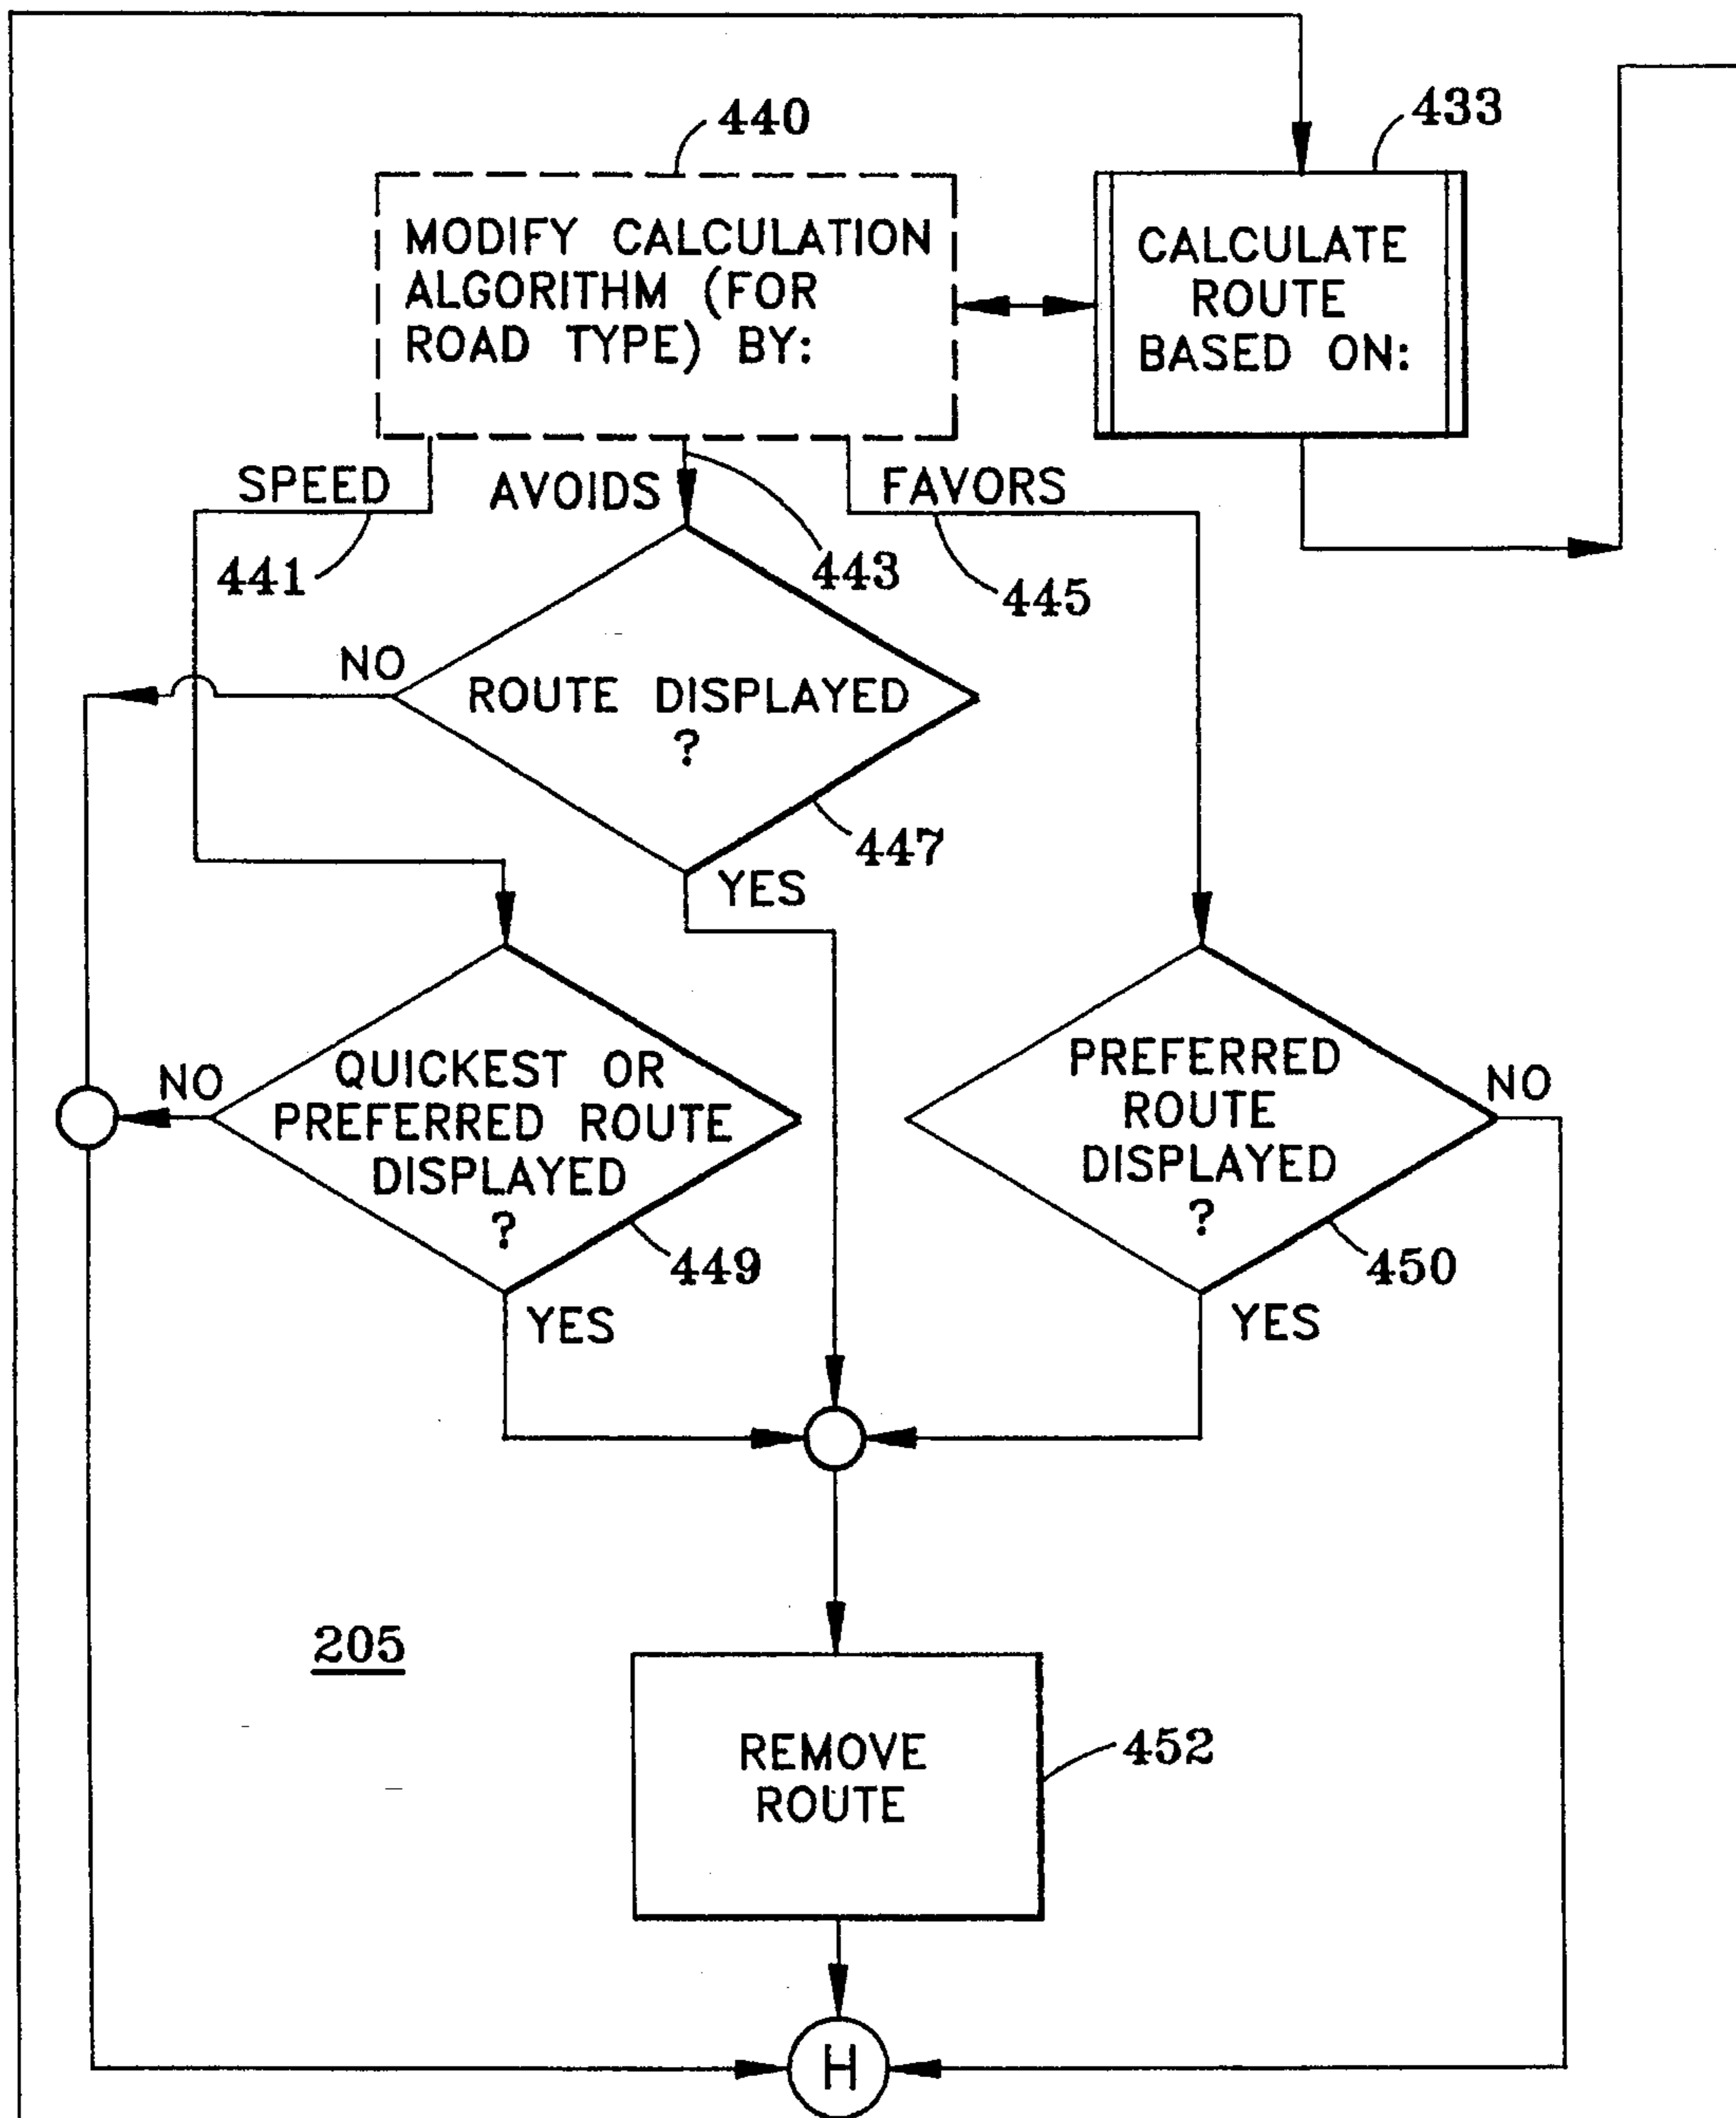 440
433
MODIFY CALCULATION
ALGORITHM (FOR
ROAD TYPE) BY:
CALCULATE
ROUTE
BASED ON:
SPEED
AVOIDS
FAVORS
441
443
445
NO
ROUTE DISPLAYED
?
447
YES
NO
QUICKEST OR
PREFERRED ROUTE
DISPLAYED
?
449
YES
PREFERRED
ROUTE
DISPLAYED
?
NO
450
YES
205
REMOVE
ROUTE
452
H